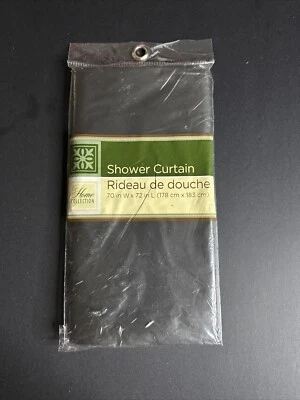 Shower Curtain
Rideau de douche
70 in W x 72 in L (178 cm x 183 cm)
Home
COLLECTION